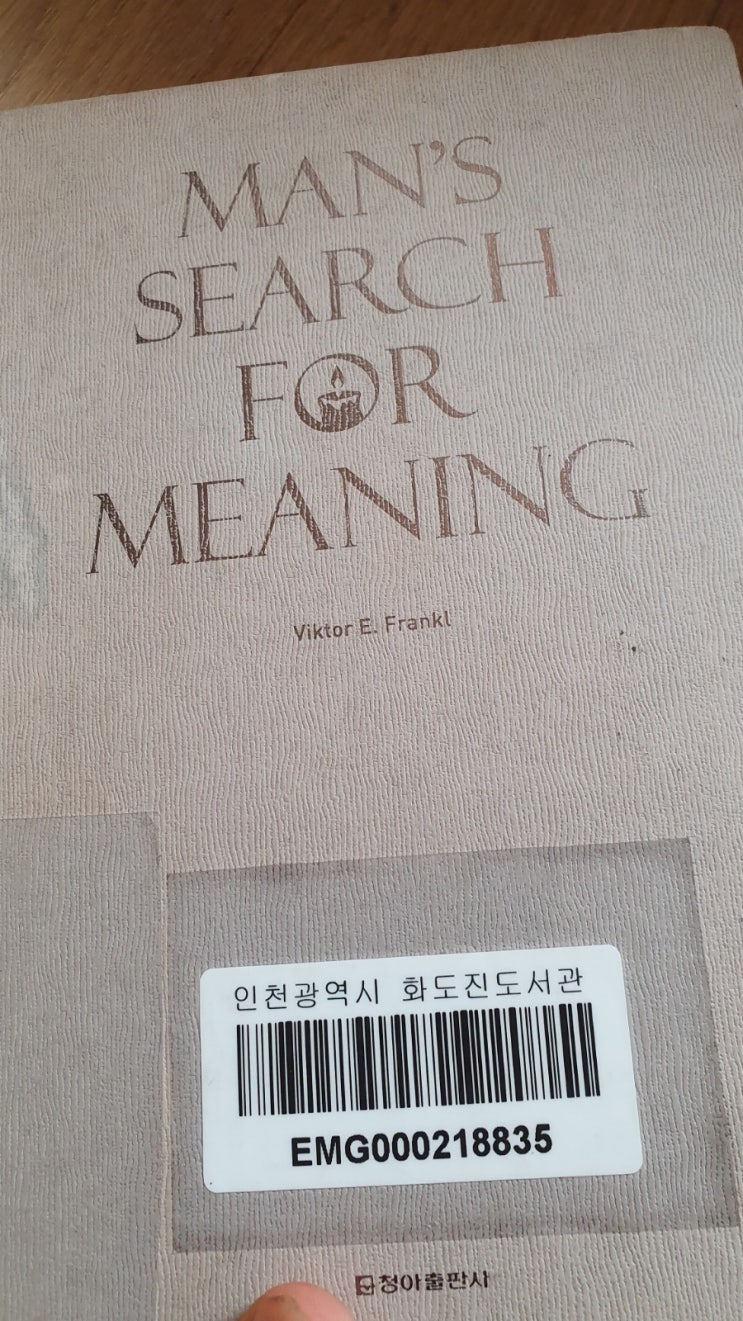 MAN'S
SEARCH
FOR
MEANING
Viktor E. Frankl
인천광역시 화도진도서관
EMG000218835
청아출판사